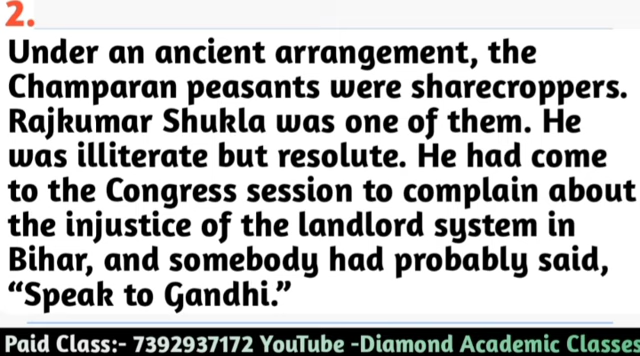 2.
Under an ancient arrangement, the
Champaran peasants were sharecroppers.
Rajkumar Shukla was one of them. He
was illiterate but resolute. He had come
to the Congress session to complain about
the injustice of the landlord system in
Bihar, and somebody had probably said,
“Speak to Gandhi.”
Paid Class:- 7392937172 YouTube -Diamond Academic Classes